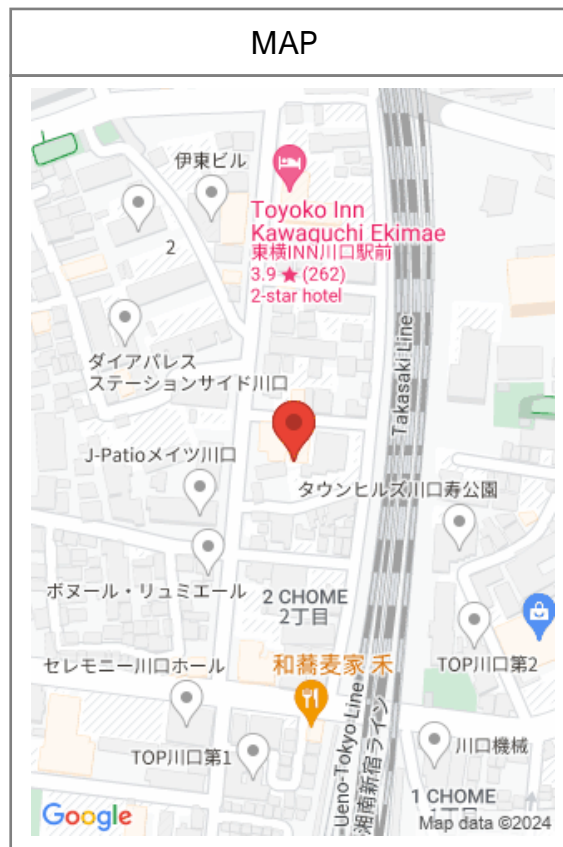 MAP
伊東ビル
Toyoko Inn
Kawaguchi Ekimae
東横INN川口駅前
3.9 ★ (262)
2-star hotel
2
Takasaki Line
ダイアパレス
ステーションサイド川口
J-Patioメイツ川口
タウンヒルズ川口寿公園
ボヌール・リュミエール
2 CHOME
2丁目
セレモニー川口ホール
和蕎麦家 禾
TOP川口第2
Ueno-Tokyo Line
湘南新宿ライン
TOP川口第1
川口機械
1 CHOME
Google
Map data ©2024